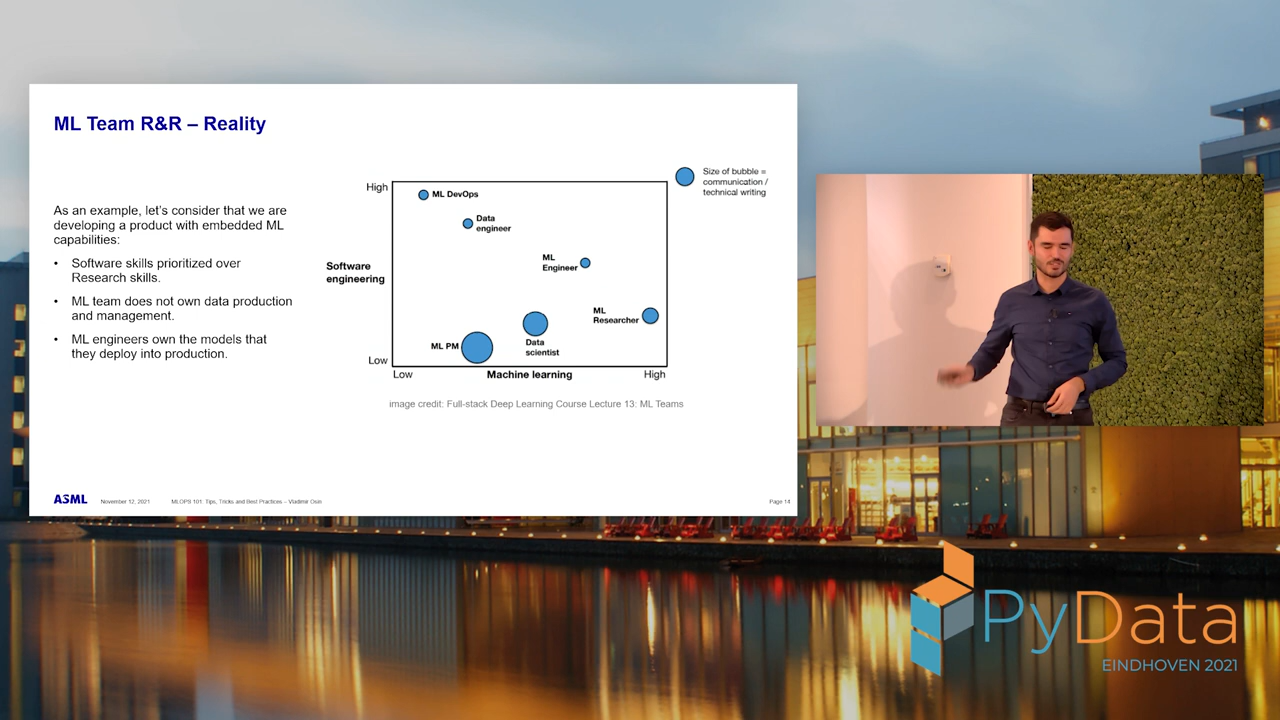 ML Team R&R – Reality
As an example, let's consider that we are
developing a product with embedded ML
capabilities:
• Software skills prioritized over
Research skills.
• ML team does not own data production
and management.
• ML engineers own the models that
they deploy into production.
High
Software
engineering
Low
Low
Machine learning
High
ML DevOps
Data
engineer
ML
Engineer
ML
Researcher
Data
scientist
ML PM
Size of bubble =
communication /
technical writing
image credit: Full-stack Deep Learning Course Lecture 13: ML Teams
ASML
November 12, 2021
MLOPS 101: Tips, Tricks and Best Practices – Vladimir Osin
Page 14
PyData
EINDHOVEN 2021